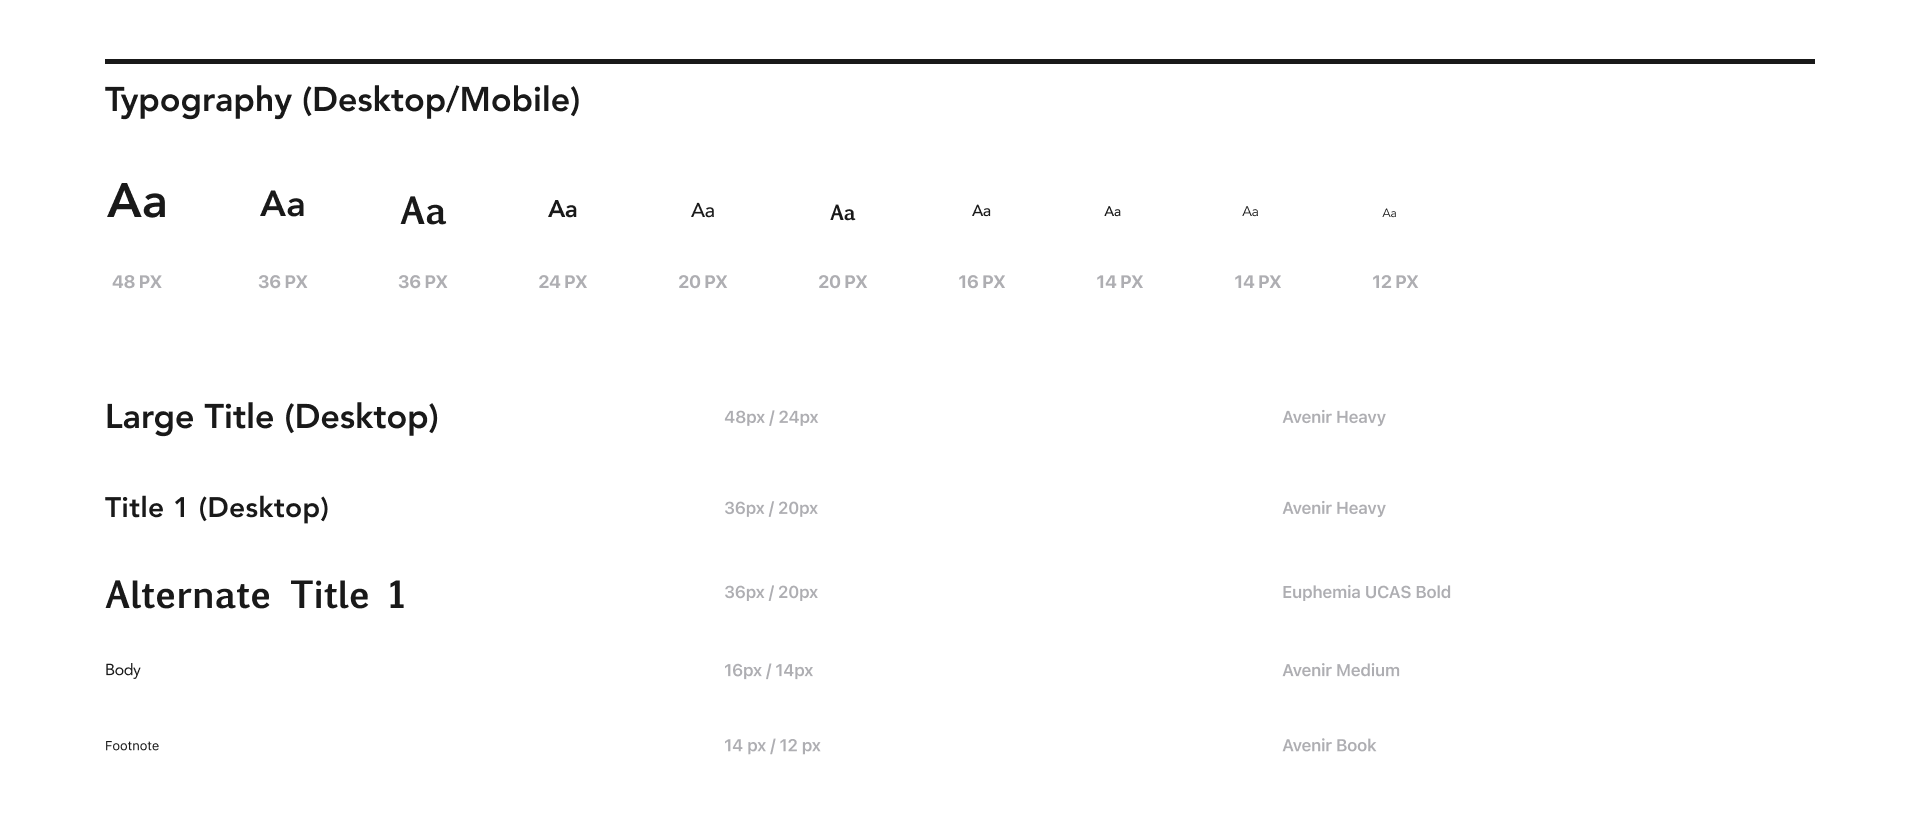 Typography (Desktop/Mobile)
Aa Aa Aa Aa Aa Aa Aa Aa Aa Aa
48 PX 36 PX 36 PX 24 PX 20 PX 20 PX 16 PX 14 PX 14 PX 12 PX
Large Title (Desktop) 48px / 24px Avenir Heavy
Title 1 (Desktop) 36px / 20px Avenir Heavy
Alternate Title 1 36px / 20px Euphemia UCAS Bold
Body 16px / 14px Avenir Medium
Footnote 14 px / 12 px Avenir Book